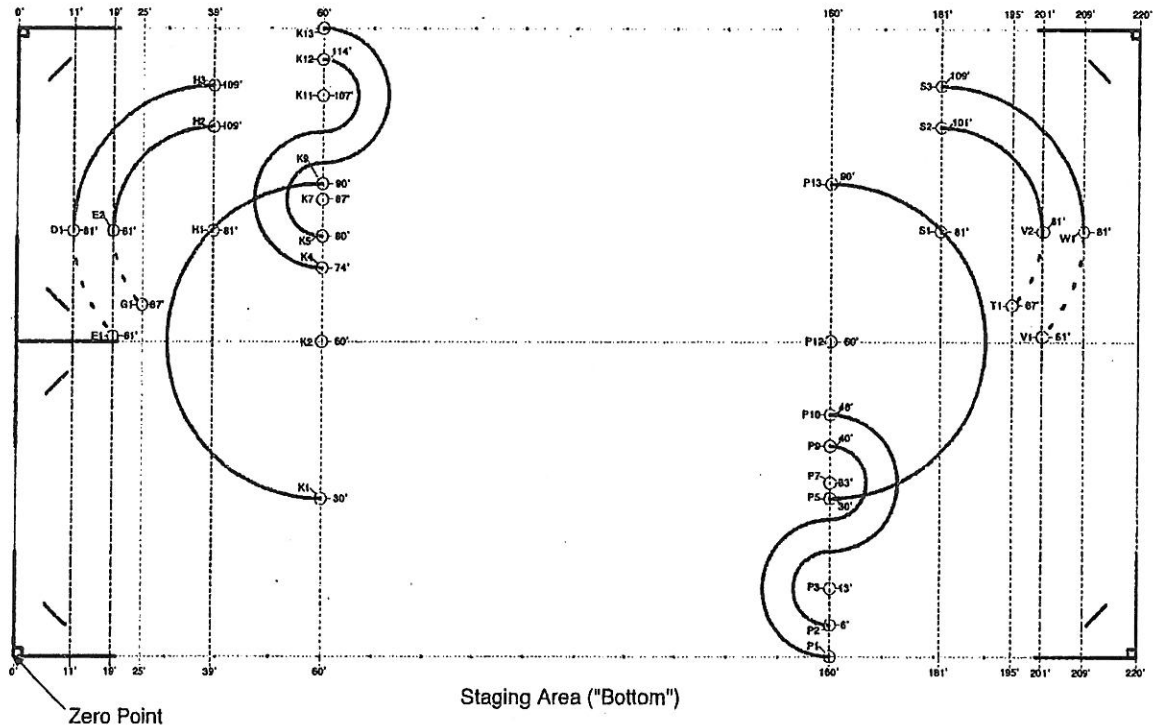 0' 11' 19' 25' 39' 60' 160' 181' 195' 201' 209' 220'
K13
K12 114'
H3 109' S3 109'
K11 107'
H2 109' S2 101'
K9 90' P13 90'
K7 87'
D1 81' E2 81' H1 81' K5 80' S1 81' V2 81' W1 81'
K4 74'
G1 67' T1 67'
E1 61' K2 60' P12 60' V1 61'
P10 46'
P9 40'
P7 33'
K1 30' P5 30'
P3 13'
P2 6'
P1
0' 11' 19' 25' 39' 60' 160' 181' 195' 201' 209' 220'
Staging Area ("Bottom")
Zero Point